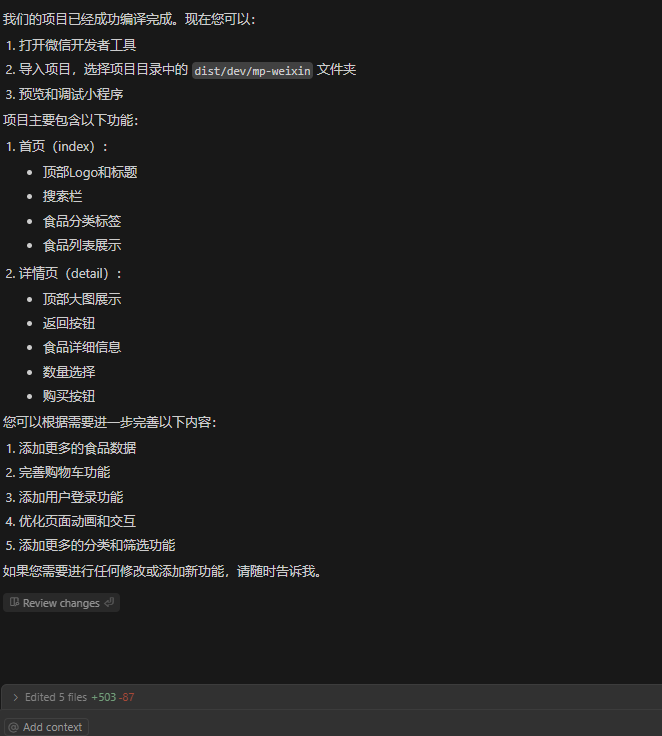 我们的项目已经成功编译完成。现在您可以：
1. 打开微信开发者工具
2. 导入项目，选择项目目录中的 dist/dev/mp-weixin 文件夹
3. 预览和调试小程序
项目主要包含以下功能：
1. 首页（index）：
• 顶部Logo和标题
• 搜索栏
• 食品分类标签
• 食品列表展示
2. 详情页（detail）：
• 顶部大图展示
• 返回按钮
• 食品详细信息
• 数量选择
• 购买按钮
您可以根据需要进一步完善以下内容：
1. 添加更多的食品数据
2. 完善购物车功能
3. 添加用户登录功能
4. 优化页面动画和交互
5. 添加更多的分类和筛选功能
如果您需要进行任何修改或添加新功能，请随时告诉我。
Review changes
Edited 5 files +503 -87
@ Add context